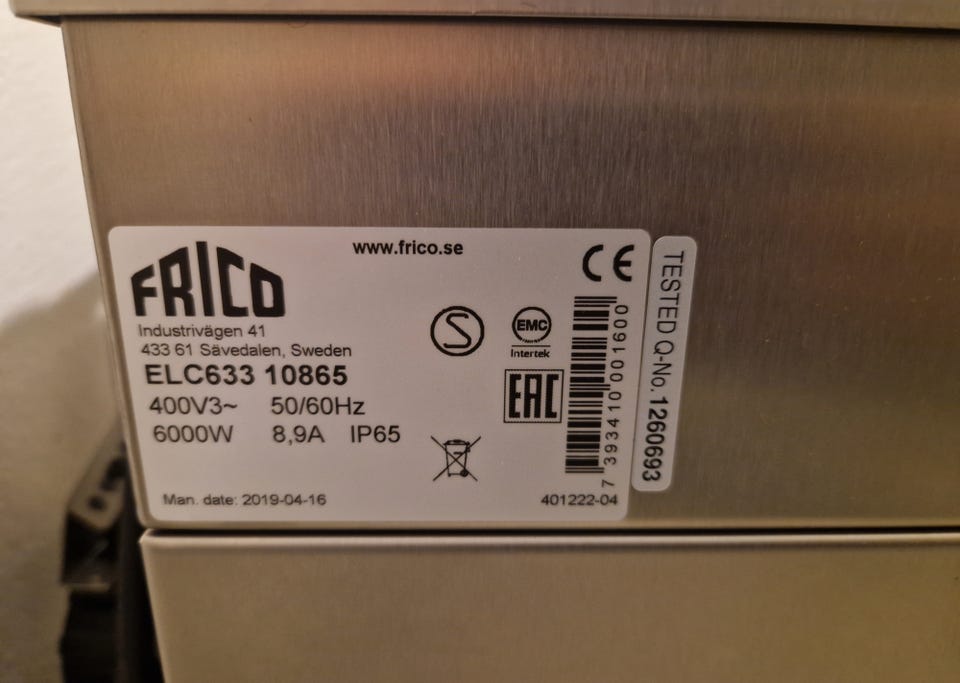 FRICO
www.frico.se
CE
Industrivägen 41
433 61 Sävedalen, Sweden
ELC633 10865
400V3~ 50/60Hz
6000W 8,9A IP65
Man. date: 2019-04-16
S
EMC
Intertek
EAC
401222-04
7 393410 001600
TESTED Q-No. 1260693